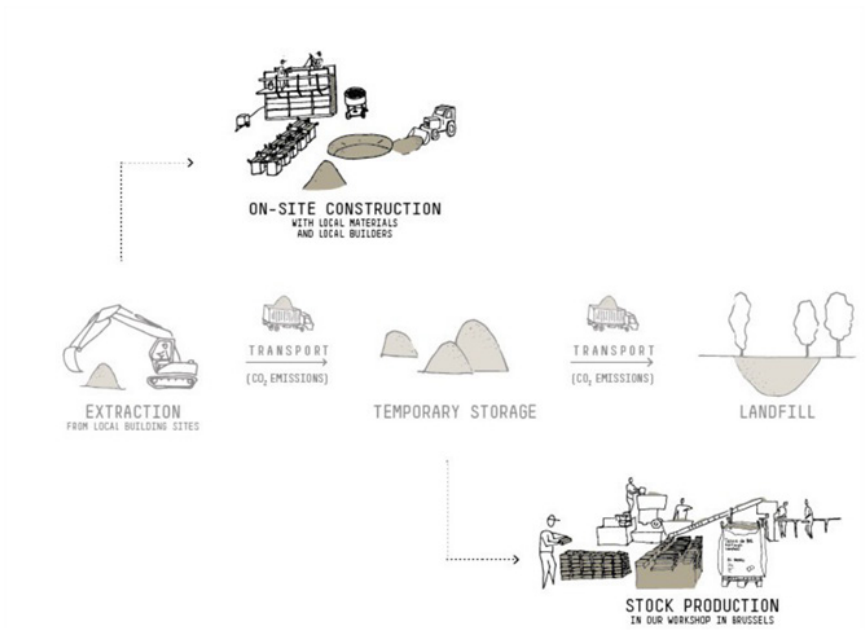 ON-SITE CONSTRUCTION
WITH LOCAL MATERIALS
AND LOCAL BUILDERS
TRANSPORT
(CO₂ EMISSIONS)
TRANSPORT
(CO₂ EMISSIONS)
EXTRACTION
FROM LOCAL BUILDING SITES
TEMPORARY STORAGE
LANDFILL
STOCK PRODUCTION
IN OUR WORKSHOP IN BRUSSELS